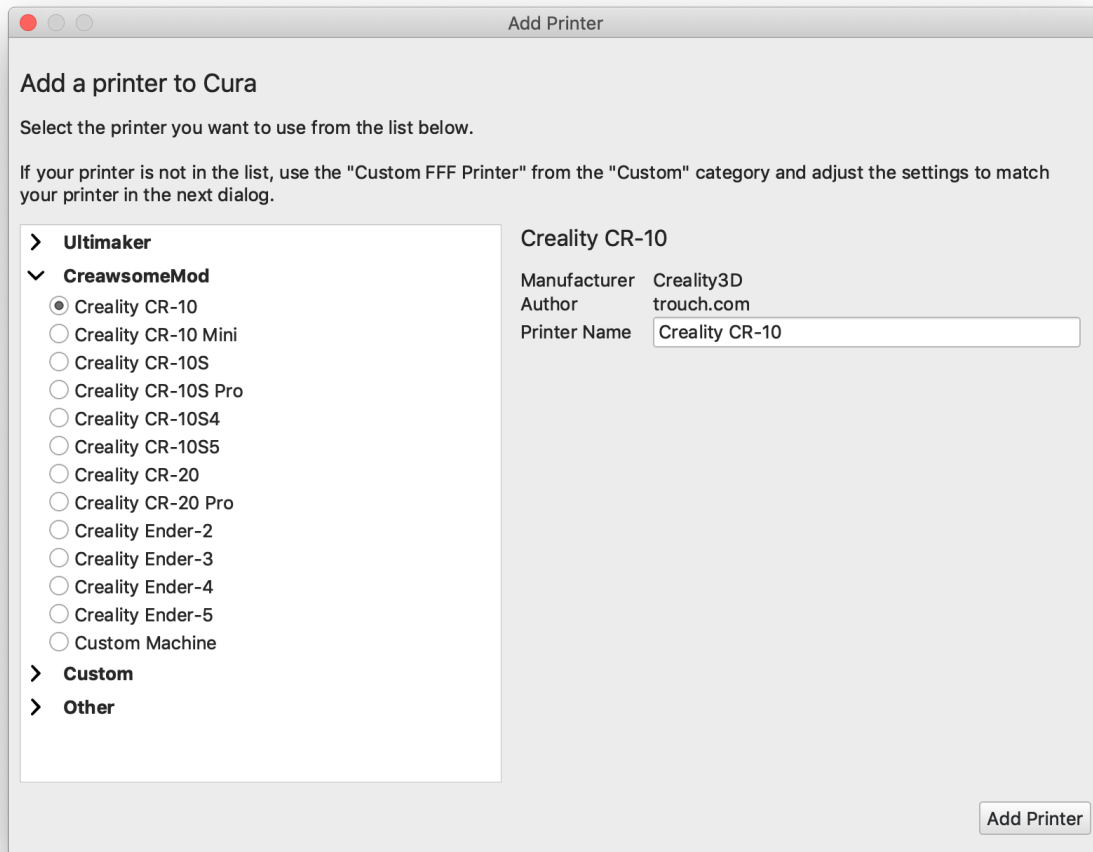 Add Printer
Add a printer to Cura
Select the printer you want to use from the list below.
If your printer is not in the list, use the "Custom FFF Printer" from the "Custom" category and adjust the settings to match
your printer in the next dialog.
Ultimaker
CreawsomeMod
Creality CR-10
Creality CR-10 Mini
Creality CR-10S
Creality CR-10S Pro
Creality CR-10S4
Creality CR-10S5
Creality CR-20
Creality CR-20 Pro
Creality Ender-2
Creality Ender-3
Creality Ender-4
Creality Ender-5
Custom Machine
Custom
Other
Creality CR-10
Manufacturer Creality3D
Author trouch.com
Printer Name Creality CR-10
Add Printer